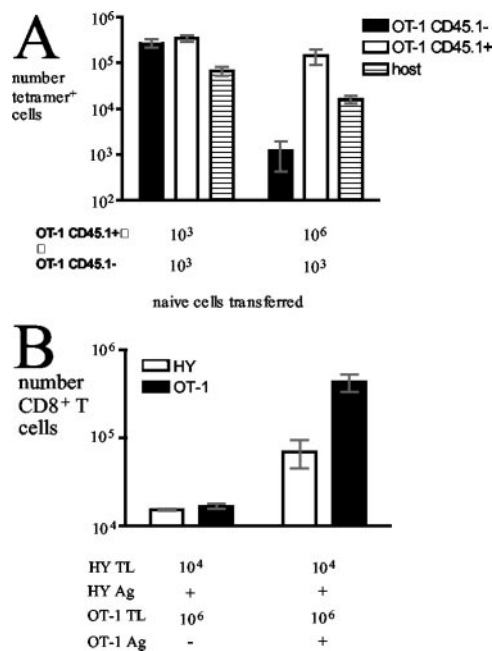 A
number
tetramer+
cells
10^6
10^5
10^4
10^3
10^2
OT-1 CD45.1-
OT-1 CD45.1+
host
OT-1 CD45.1+□ 10^3 10^6
□
OT-1 CD45.1- 10^3 10^3
naive cells transferred
B
number
CD8+ T
cells
10^6
10^5
10^4
HY
OT-1
HY TL 10^4 10^4
HY Ag + +
OT-1 TL 10^6 10^6
OT-1 Ag - +